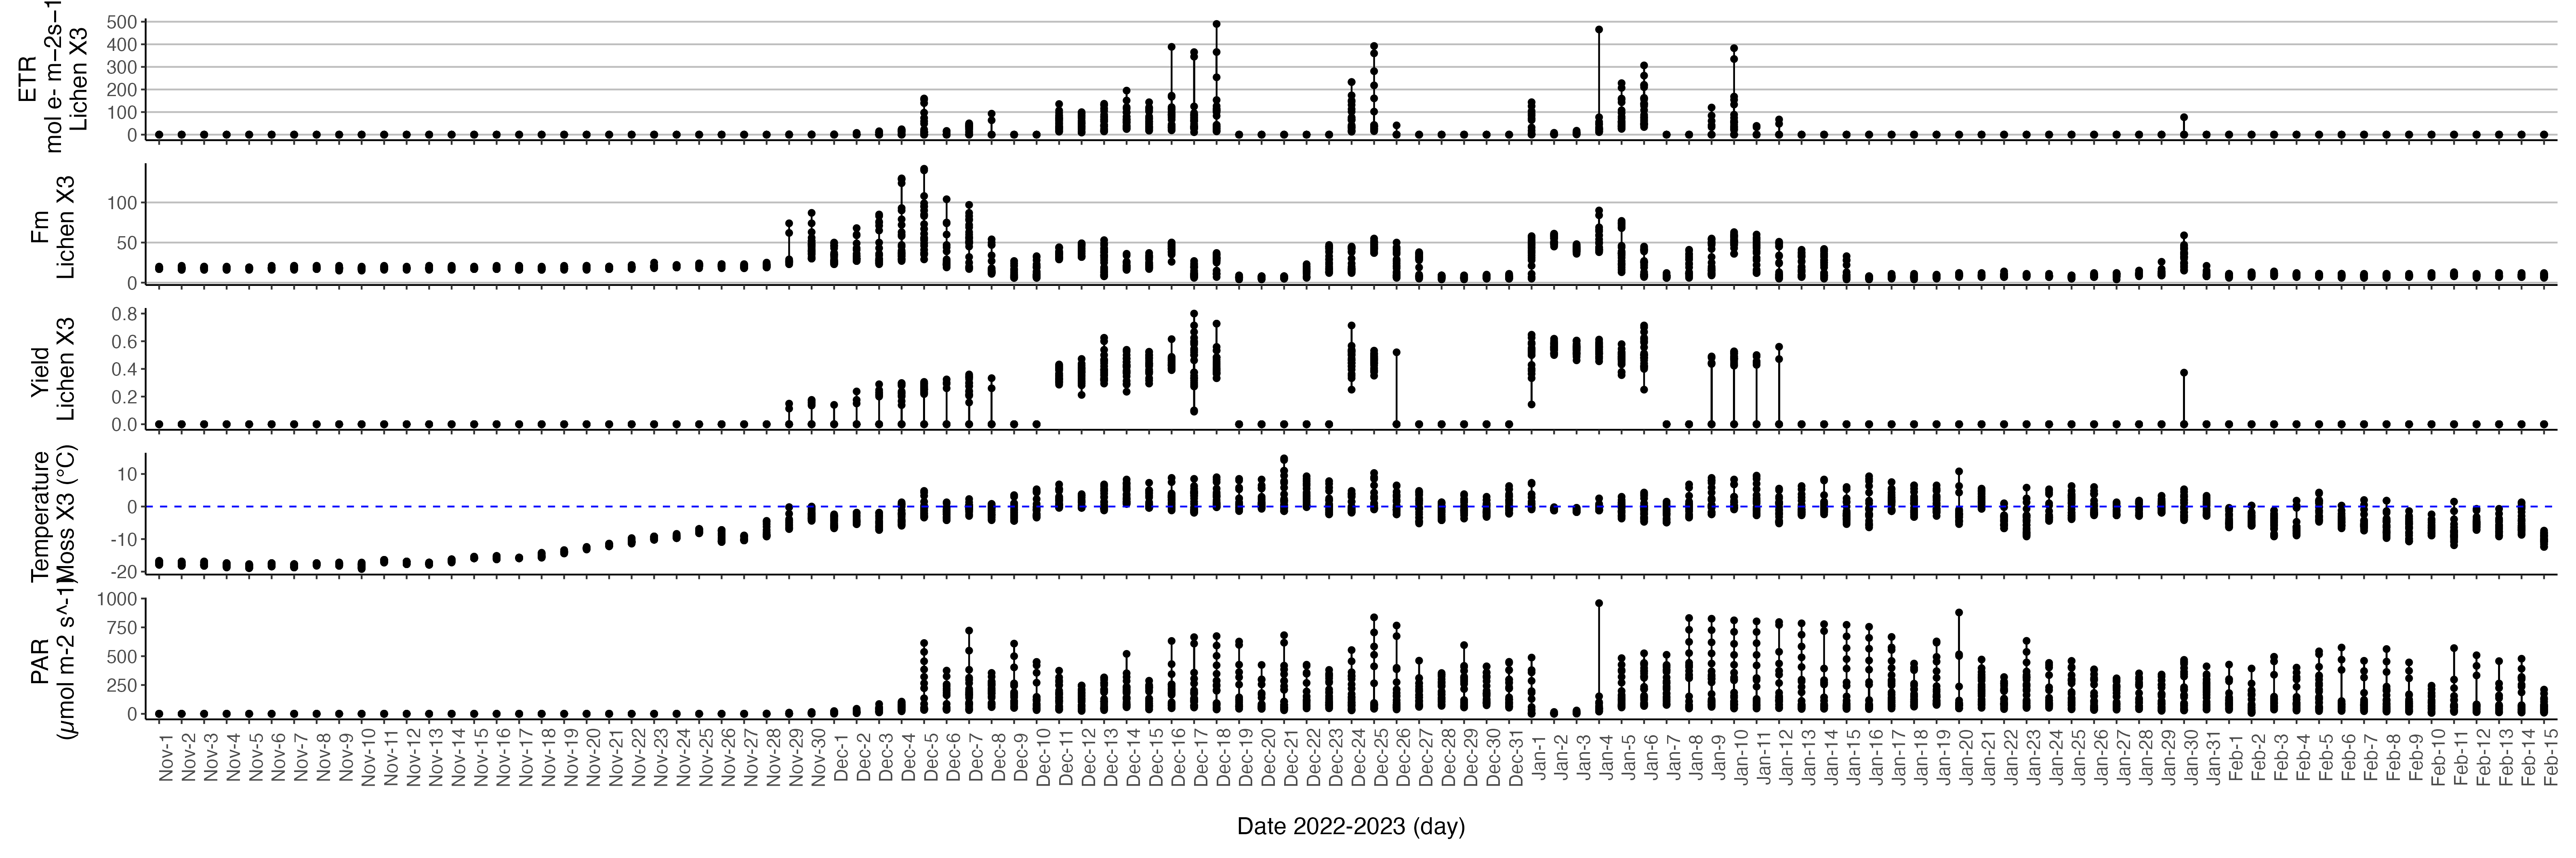 ETR
mol e- m−2s−1
Lichen X3
500
400
300
200
100
0
Fm
Lichen X3
100
50
0
Yield
Lichen X3
0.8
0.6
0.4
0.2
0.0
Temperature
Moss X3 (°C)
10
0
-10
-20
PAR
(µmol m-2 s^-1)
1000
750
500
250
0
Nov-1
Nov-2
Nov-3
Nov-4
Nov-5
Nov-6
Nov-7
Nov-8
Nov-9
Nov-10
Nov-11
Nov-12
Nov-13
Nov-14
Nov-15
Nov-16
Nov-17
Nov-18
Nov-19
Nov-20
Nov-21
Nov-22
Nov-23
Nov-24
Nov-25
Nov-26
Nov-27
Nov-28
Nov-29
Nov-30
Dec-1
Dec-2
Dec-3
Dec-4
Dec-5
Dec-6
Dec-7
Dec-8
Dec-9
Dec-10
Dec-11
Dec-12
Dec-13
Dec-14
Dec-15
Dec-16
Dec-17
Dec-18
Dec-19
Dec-20
Dec-21
Dec-22
Dec-23
Dec-24
Dec-25
Dec-26
Dec-27
Dec-28
Dec-29
Dec-30
Dec-31
Jan-1
Jan-2
Jan-3
Jan-4
Jan-5
Jan-6
Jan-7
Jan-8
Jan-9
Jan-10
Jan-11
Jan-12
Jan-13
Jan-14
Jan-15
Jan-16
Jan-17
Jan-18
Jan-19
Jan-20
Jan-21
Jan-22
Jan-23
Jan-24
Jan-25
Jan-26
Jan-27
Jan-28
Jan-29
Jan-30
Jan-31
Feb-1
Feb-2
Feb-3
Feb-4
Feb-5
Feb-6
Feb-7
Feb-8
Feb-9
Feb-10
Feb-11
Feb-12
Feb-13
Feb-14
Feb-15
Date 2022-2023 (day)